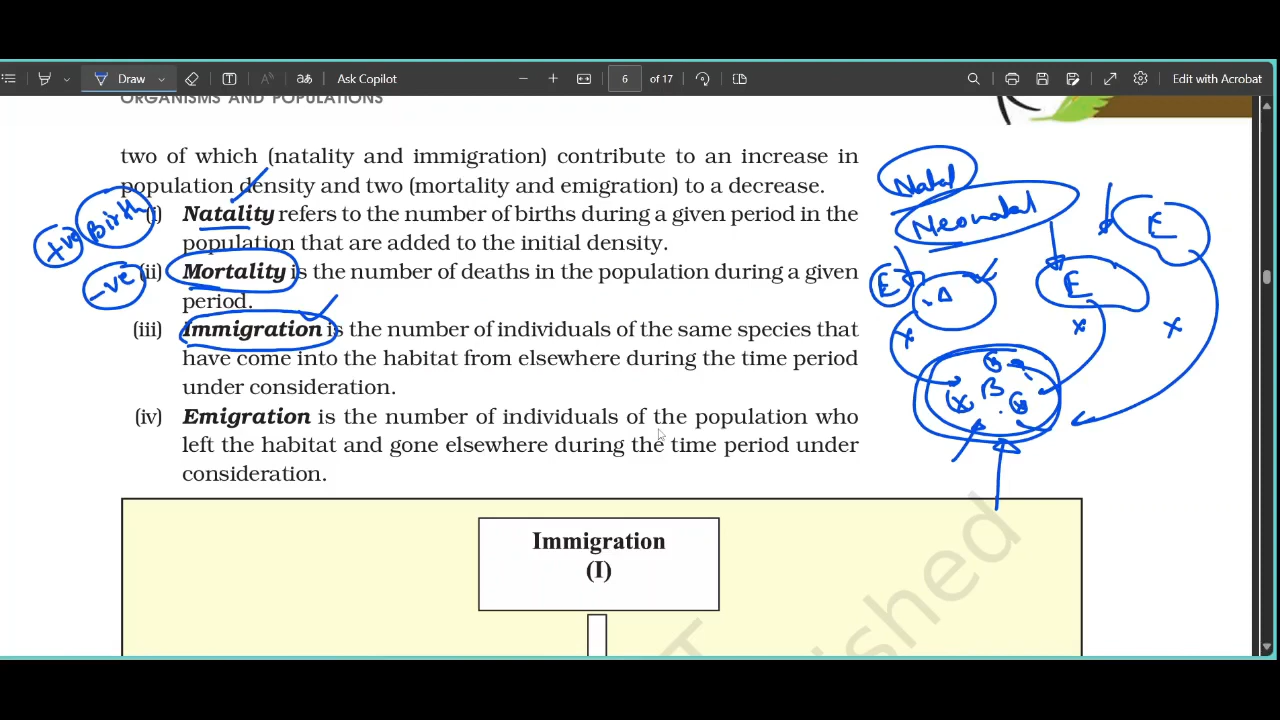 Draw
Ask Copilot
6 of 17
Edit with Acrobat
ORGANISMS AND POPULATIONS
two of which (natality and immigration) contribute to an increase in
population density and two (mortality and emigration) to a decrease.
(i) Natality refers to the number of births during a given period in the
population that are added to the initial density.
(ii) Mortality is the number of deaths in the population during a given
period.
(iii) Immigration is the number of individuals of the same species that
have come into the habitat from elsewhere during the time period
under consideration.
(iv) Emigration is the number of individuals of the population who
left the habitat and gone elsewhere during the time period under
consideration.
Immigration
(I)
+ve Birth
-ve
Natal
Neonatal
E
E
E
A
B
shed